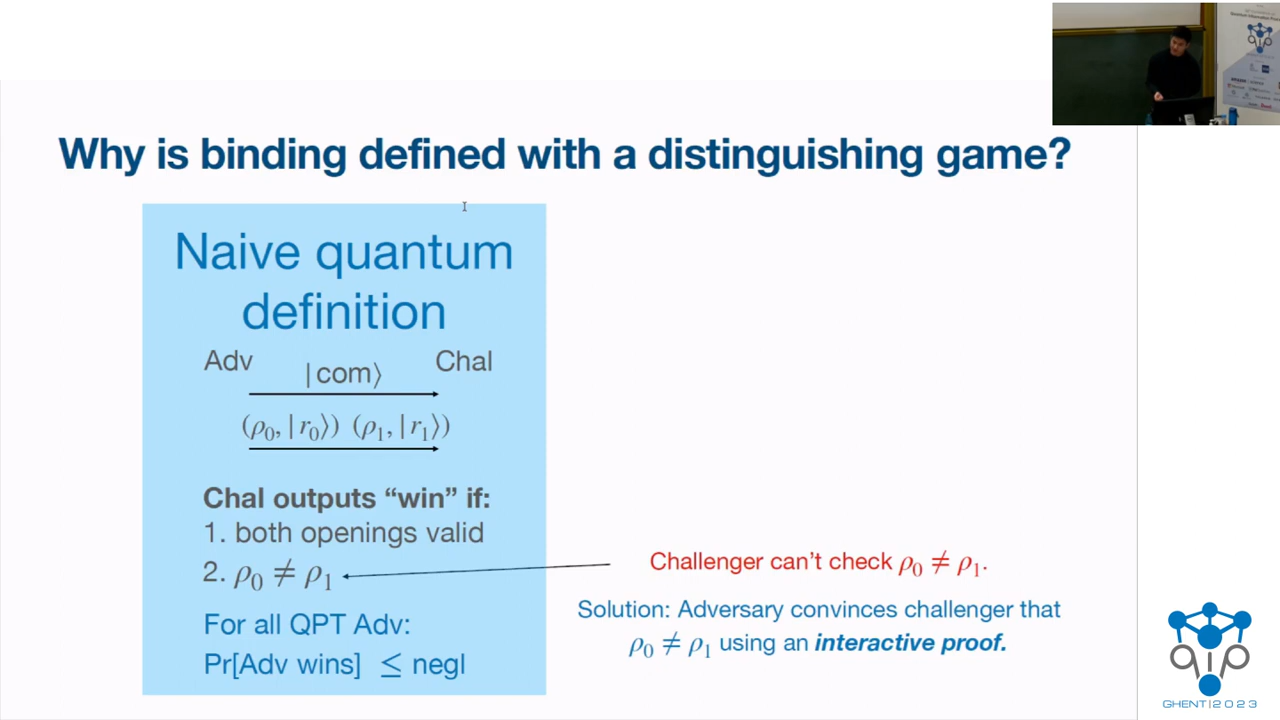 Why is binding defined with a distinguishing game?
Naive quantum
definition
Adv |com⟩ Chal
(ρ₀, |r₀⟩) (ρ₁, |r₁⟩)
Chal outputs “win” if:
1. both openings valid
2. ρ₀ ≠ ρ₁
For all QPT Adv:
Pr[Adv wins] ≤ negl
Challenger can’t check ρ₀ ≠ ρ₁.
Solution: Adversary convinces challenger that
ρ₀ ≠ ρ₁ using an interactive proof.
qip
GHENT|2023